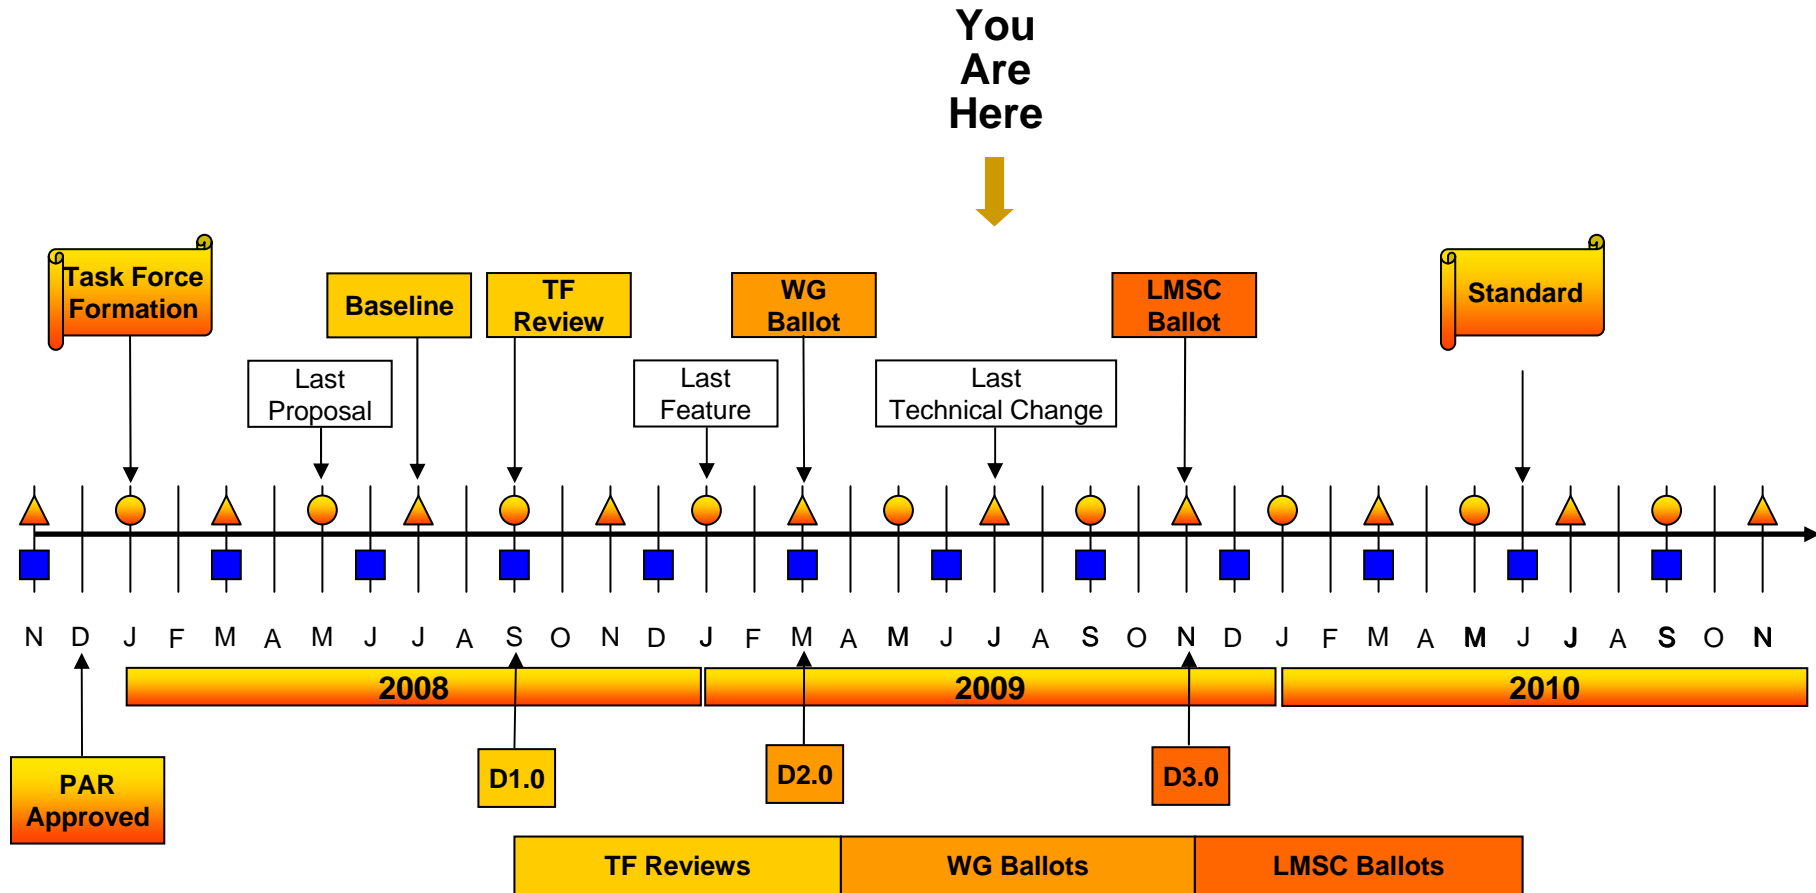 You
Are
Here
Task Force
Formation
Baseline
TF
Review
WG
Ballot
LMSC
Ballot
Standard
Last
Proposal
Last
Feature
Last
Technical Change
N D J F M A M J J A S O N D J F M A M J J A S O N D J F M A M J J A S O N
2008
2009
2010
PAR
Approved
D1.0
D2.0
D3.0
TF Reviews
WG Ballots
LMSC Ballots